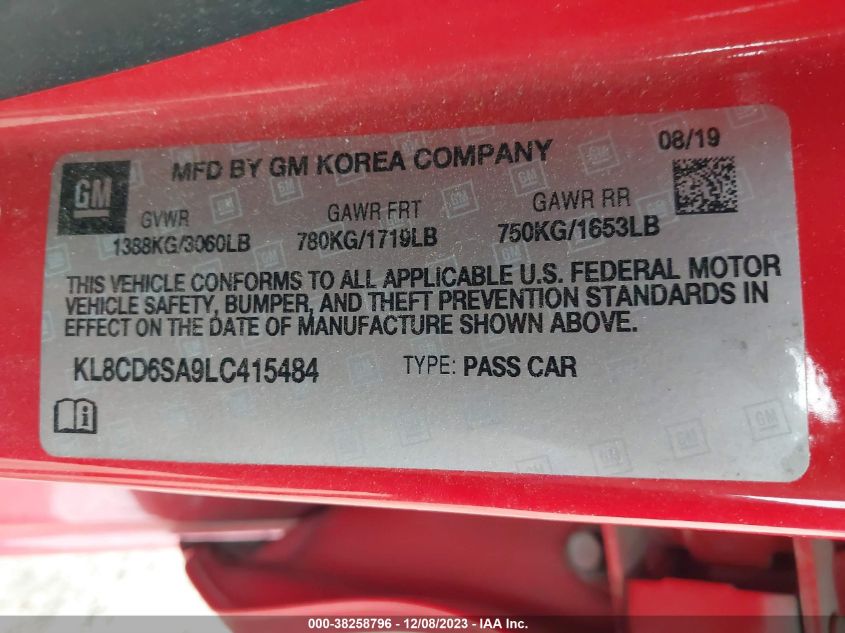 GM
MFD BY GM KOREA COMPANY
08/19
GVWR
1388KG/3060LB
GAWR FRT
780KG/1719LB
GAWR RR
750KG/1653LB
THIS VEHICLE CONFORMS TO ALL APPLICABLE U.S. FEDERAL MOTOR
VEHICLE SAFETY, BUMPER, AND THEFT PREVENTION STANDARDS IN
EFFECT ON THE DATE OF MANUFACTURE SHOWN ABOVE.
KL8CD6SA9LC415484
TYPE: PASS CAR
000-38258796 - 12/08/2023 - IAAI.COM